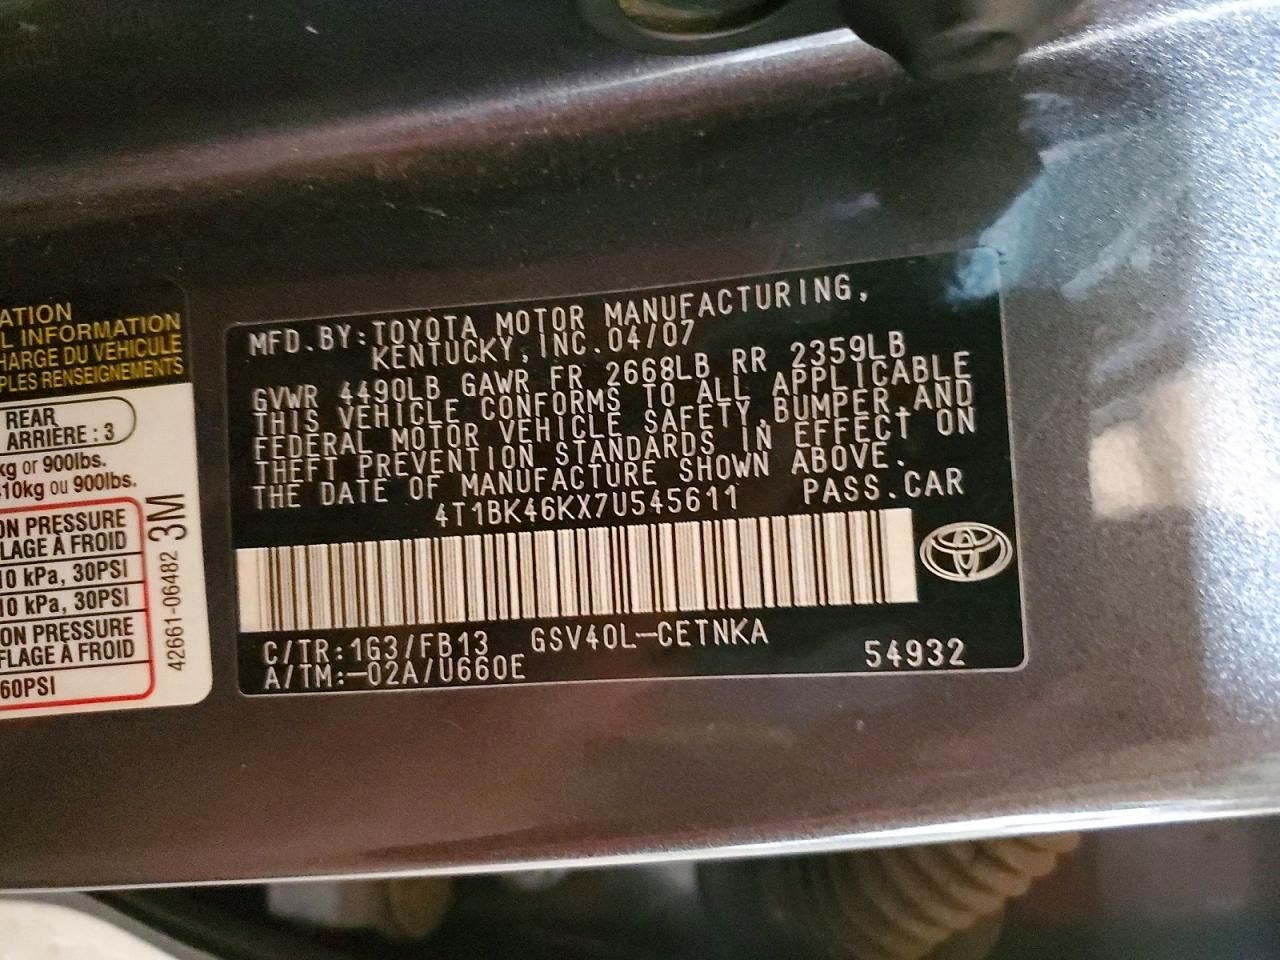 ATION
L INFORMATION
HARGE DU VÉHICULE
PLES RENSEIGNEMENTS
REAR
ARRIÈRE : 3
kg or 900lbs.
10kg ou 900lbs.
ON PRESSURE
LAGE À FROID
10 kPa, 30PSI
10 kPa, 30PSI
ON PRESSURE
FLAGE À FROID
60PSI
42661-06482 3M
MFD.BY:TOYOTA MOTOR MANUFACTURING,
KENTUCKY,INC.04/07
GVWR 4490LB GAWR FR 2668LB RR 2359LB
THIS VEHICLE CONFORMS TO ALL APPLICABLE
FEDERAL MOTOR VEHICLE SAFETY,BUMPER,AND
THEFT PREVENTION STANDARDS IN EFFECT ON
THE DATE OF MANUFACTURE SHOWN ABOVE.
4T1BK46KX7U545611 PASS.CAR
C/TR:1G3/FB13 GSV40L-CETNKA
A/TM:-02A/U660E 54932